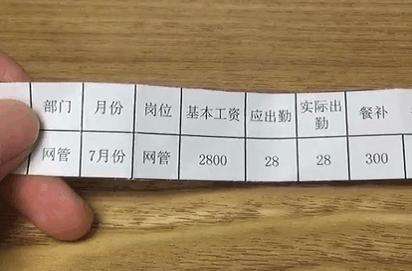 部门 月份 岗位 基本工资 应出勤 实际出勤 餐补
网管 7月份 网管 2800 28 28 300